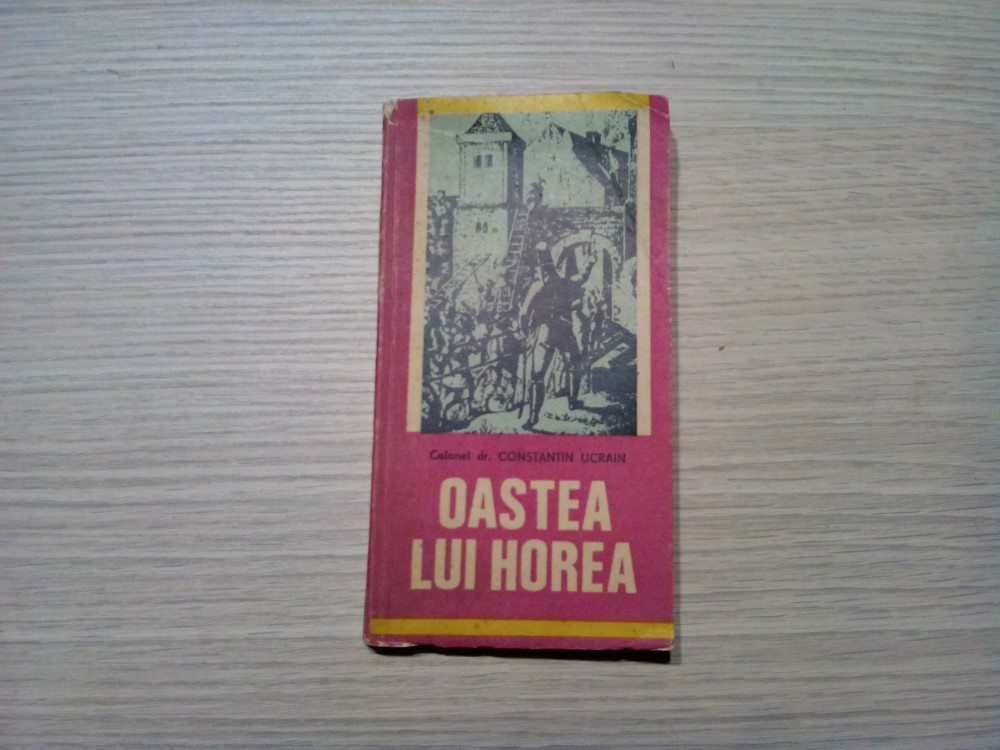 Colonel dr. CONSTANTIN UCRAIN
OASTEA
LUI HOREA